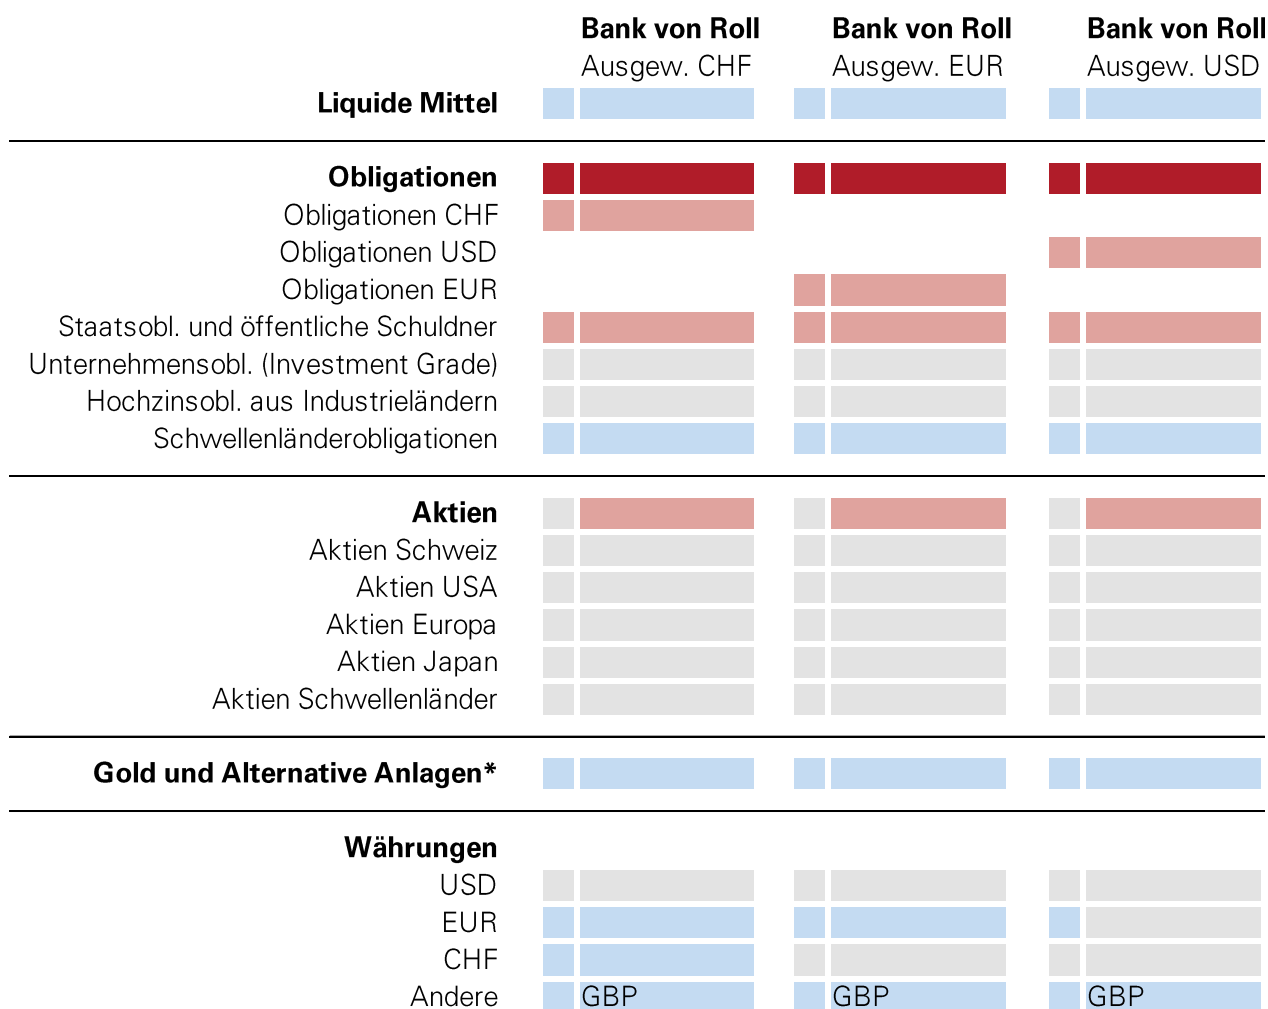 Bank von Roll Bank von Roll Bank von Roll
Ausgew. CHF Ausgew. EUR Ausgew. USD
Liquide Mittel
Obligationen
Obligationen CHF
Obligationen USD
Obligationen EUR
Staatsobl. und öffentliche Schuldner
Unternehmensobl. (Investment Grade)
Hochzinsobl. aus Industrieländern
Schwellenländerobligationen
Aktien
Aktien Schweiz
Aktien USA
Aktien Europa
Aktien Japan
Aktien Schwellenländer
Gold und Alternative Anlagen*
Währungen
USD
EUR
CHF
Andere GBP GBP GBP